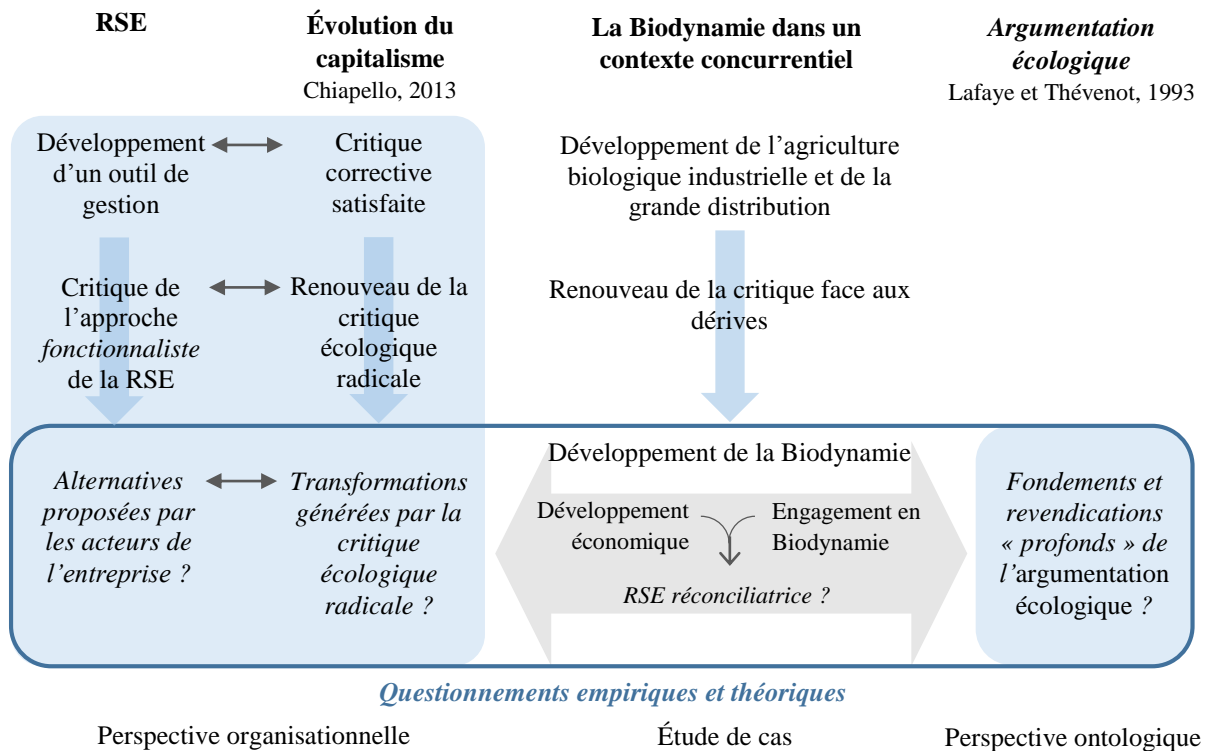 RSE
Évolution du
capitalisme
Chiapello, 2013
La Biodynamie dans un
contexte concurrentiel
Argumentation
écologique
Lafaye et Thévenot, 1993
Développement
d’un outil de
gestion
Critique
corrective
satisfaite
Développement de l’agriculture
biologique industrielle et de la
grande distribution
Critique de
l’approche
fonctionnaliste
de la RSE
Renouveau de la
critique
écologique
radicale
Renouveau de la critique face aux
dérives
Alternatives
proposées par
les acteurs de
l’entreprise ?
Transformations
générées par la
critique
écologique
radicale ?
Développement de la Biodynamie
Développement
économique
Engagement en
Biodynamie
RSE réconciliatrice ?
Fondements et
revendications
« profonds » de
l’argumentation
écologique ?
Questionnements empiriques et théoriques
Perspective organisationnelle
Étude de cas
Perspective ontologique